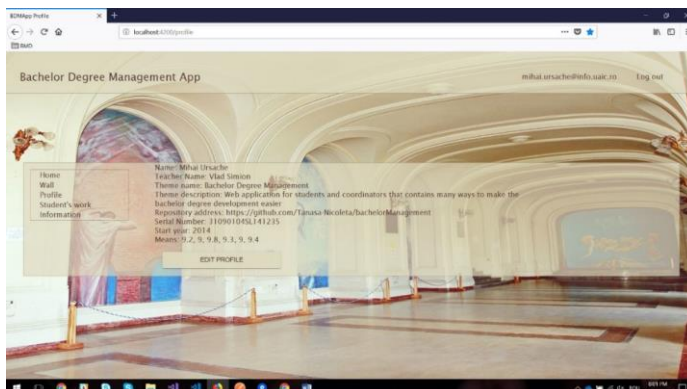 BDMApp Profile
localhost:4200/profile
BMD
Bachelor Degree Management App
mihai.ursache@info.uaic.ro
Log out
Home
Wall
Profile
Student's work
Information
Name: Mihai Ursache
Teacher Name: Vlad Simion
Theme name: Bachelor Degree Management
Theme description: Web application for students and coordinators that contains many ways to make the
bachelor degree development easier
Repository address: https://github.com/Tanasa-Nicoleta/bachelorManagement
Serial Number: 31090104SL141235
Start year: 2014
Means: 9.2, 9, 9.8, 9.3, 9, 9.4
EDIT PROFILE